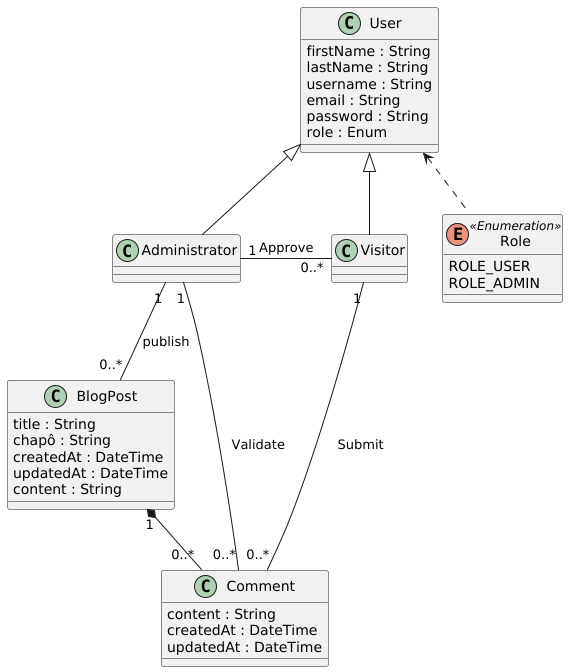 C User
firstName : String
lastName : String
username : String
email : String
password : String
role : Enum
E «Enumeration»
Role
ROLE_USER
ROLE_ADMIN
C Administrator
1 Approve
0..*
C Visitor
1
1
1
publish
0..*
C BlogPost
title : String
chapô : String
createdAt : DateTime
updatedAt : DateTime
content : String
Validate
Submit
1
0..*
0..*
0..*
C Comment
content : String
createdAt : DateTime
updatedAt : DateTime